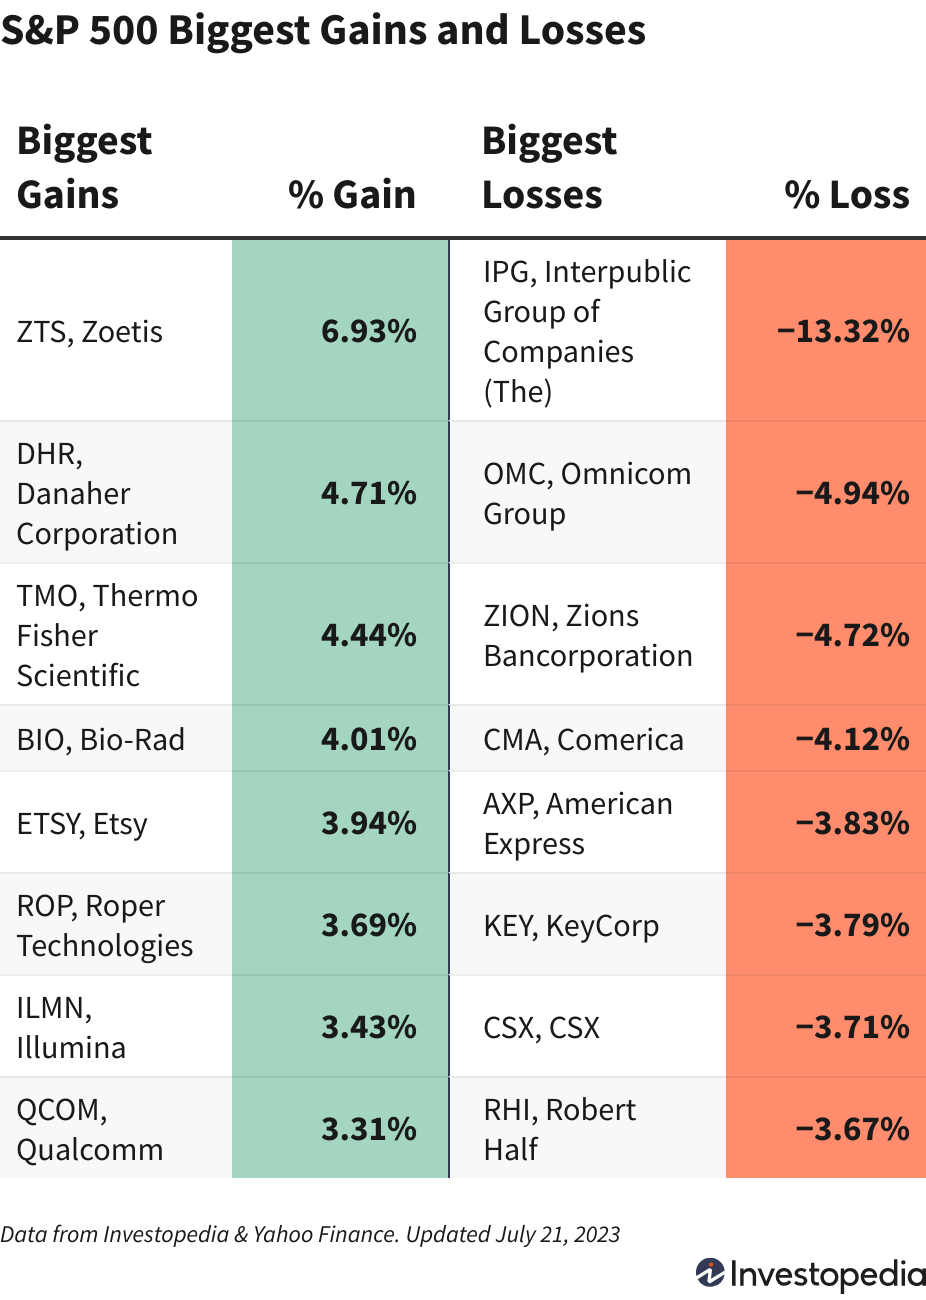 S&P 500 Biggest Gains and Losses
Biggest
Gains
% Gain
Biggest
Losses
% Loss
ZTS, Zoetis
6.93%
IPG, Interpublic
Group of
Companies
(The)
−13.32%
DHR,
Danaher
Corporation
4.71%
OMC, Omnicom
Group
−4.94%
TMO, Thermo
Fisher
Scientific
4.44%
ZION, Zions
Bancorporation
−4.72%
BIO, Bio-Rad
4.01%
CMA, Comerica
−4.12%
ETSY, Etsy
3.94%
AXP, American
Express
−3.83%
ROP, Roper
Technologies
3.69%
KEY, KeyCorp
−3.79%
ILMN,
Illumina
3.43%
CSX, CSX
−3.71%
QCOM,
Qualcomm
3.31%
RHI, Robert
Half
−3.67%
Data from Investopedia & Yahoo Finance. Updated July 21, 2023
Investopedia